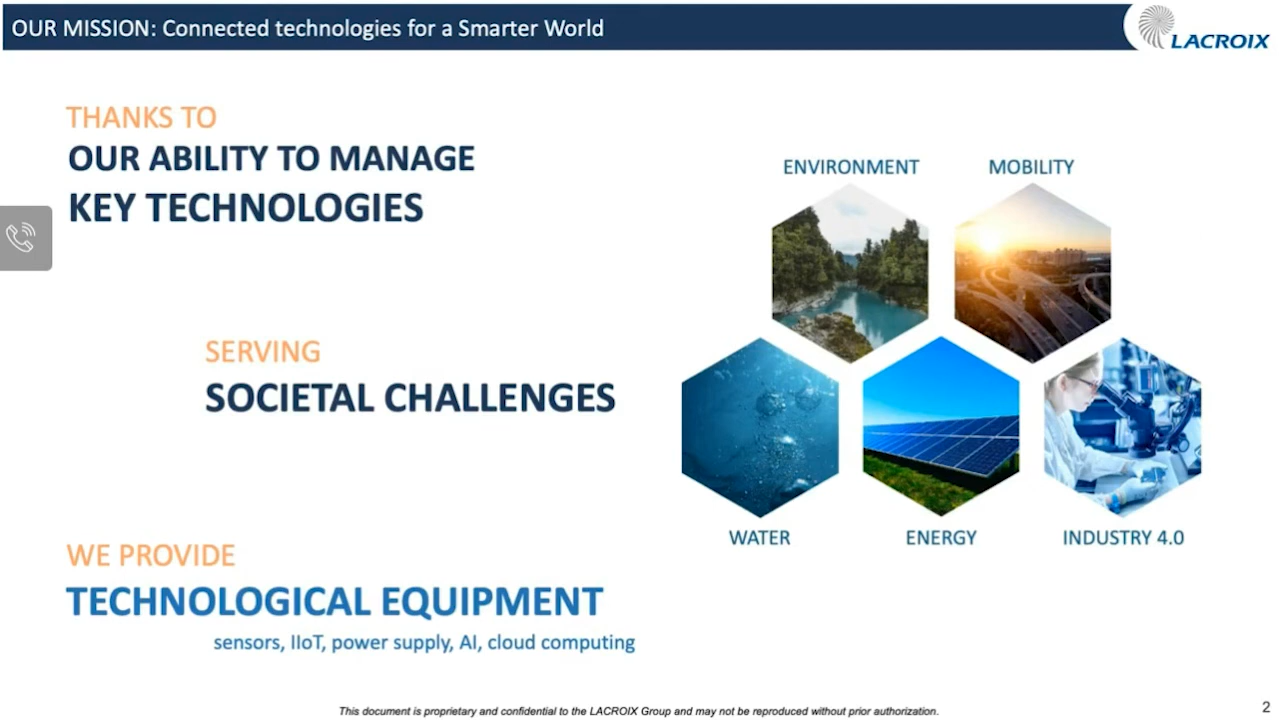 OUR MISSION: Connected technologies for a Smarter World
LACROIX
THANKS TO
OUR ABILITY TO MANAGE
KEY TECHNOLOGIES
ENVIRONMENT
MOBILITY
SERVING
SOCIETAL CHALLENGES
WATER
ENERGY
INDUSTRY 4.0
WE PROVIDE
TECHNOLOGICAL EQUIPMENT
sensors, IIoT, power supply, AI, cloud computing
This document is proprietary and confidential to the LACROIX Group and may not be reproduced without prior authorization.
2